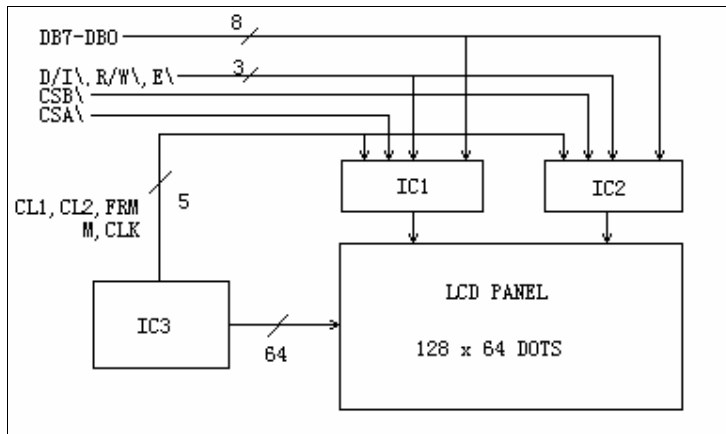 DB7-DB0
8
D/I\, R/W\, E\
3
CSB\
CSA\
IC1
IC2
CL1, CL2, FRM
5
M, CLK
LCD PANEL
IC3
64
128 x 64 DOTS